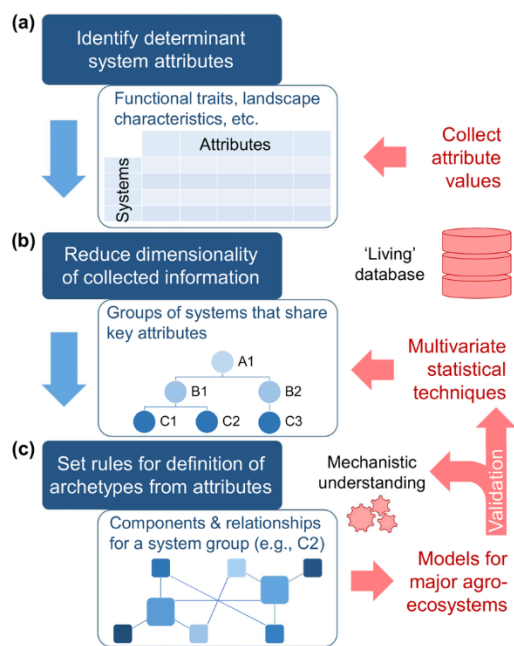 (a)
Identify determinant
system attributes
Functional traits, landscape
characteristics, etc.
Attributes
Systems
Collect
attribute
values
(b)
Reduce dimensionality
of collected information
'Living'
database
Groups of systems that share
key attributes
A1
B1
B2
C1
C2
C3
Multivariate
statistical
techniques
(c)
Set rules for definition of
archetypes from attributes
Mechanistic
understanding
Validation
Components & relationships
for a system group (e.g., C2)
Models for
major agro-
ecosystems